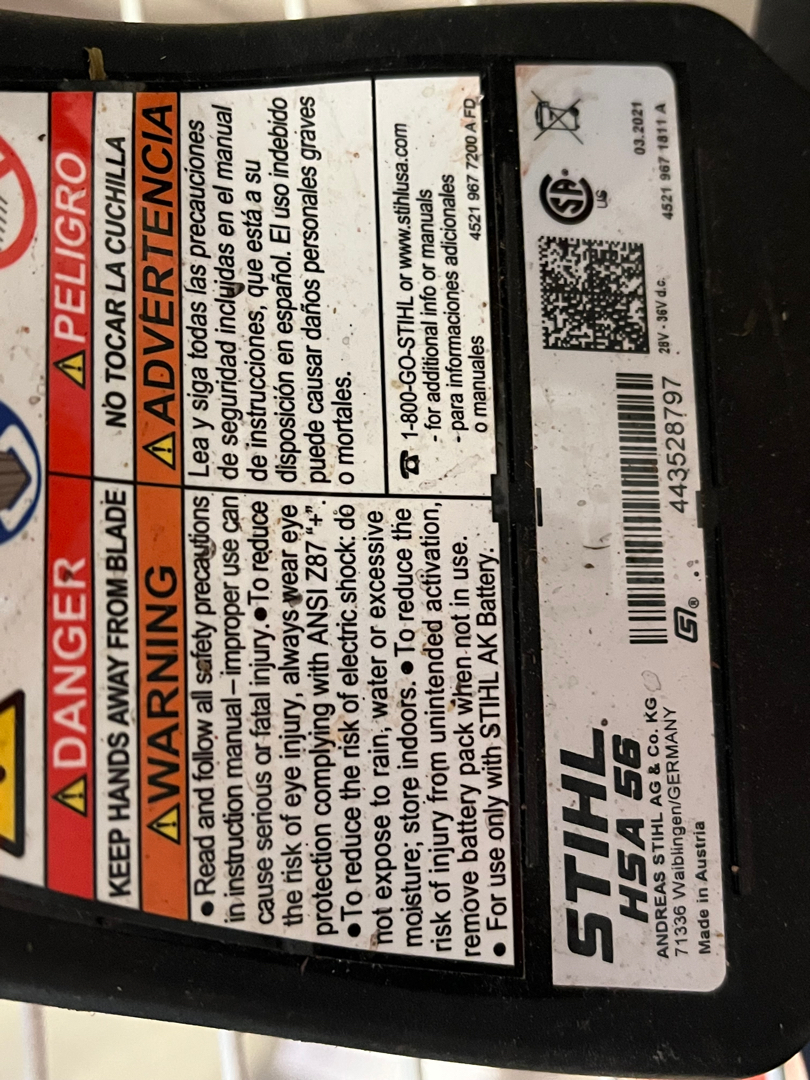 DANGER
PELIGRO
KEEP HANDS AWAY FROM BLADE
NO TOCAR LA CUCHILLA
WARNING
ADVERTENCIA
• Read and follow all safety precautions
in instruction manual – improper use can
cause serious or fatal injury. • To reduce
the risk of eye injury, always wear eye
protection complying with ANSI Z87 “+”.
• To reduce the risk of electric shock: do
not expose to rain, water or excessive
moisture; store indoors. • To reduce the
risk of injury from unintended activation,
remove battery pack when not in use.
• For use only with STIHL AK Battery.
Lea y siga todas las precauciones
de seguridad incluidas en el manual
de instrucciones, que está a su
disposición en español. El uso indebido
puede causar daños personales graves
o mortales.
1-800-GO-STIHL or www.stihlusa.com
- for additional info or manuals
- para informaciones adicionales
o manuales
4521 967 7200 A FD
STIHL
HSA 56
ANDREAS STIHL AG & Co. KG
71336 Waiblingen/GERMANY
Made in Austria
443528797
28V - 36V d.c.
SA
US
03.2021
4521 967 1811 A